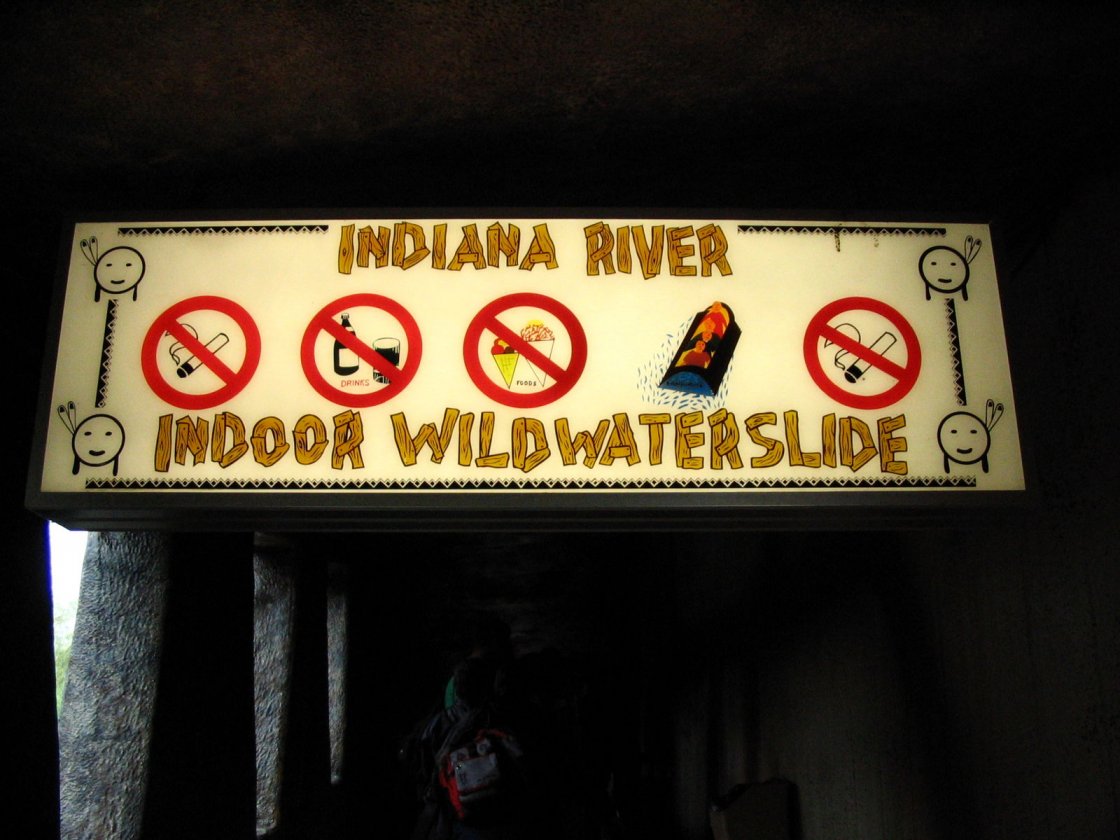 INDIANA RIVER
DRINKS
FOODS
INDOOR WILDWATERSLIDE